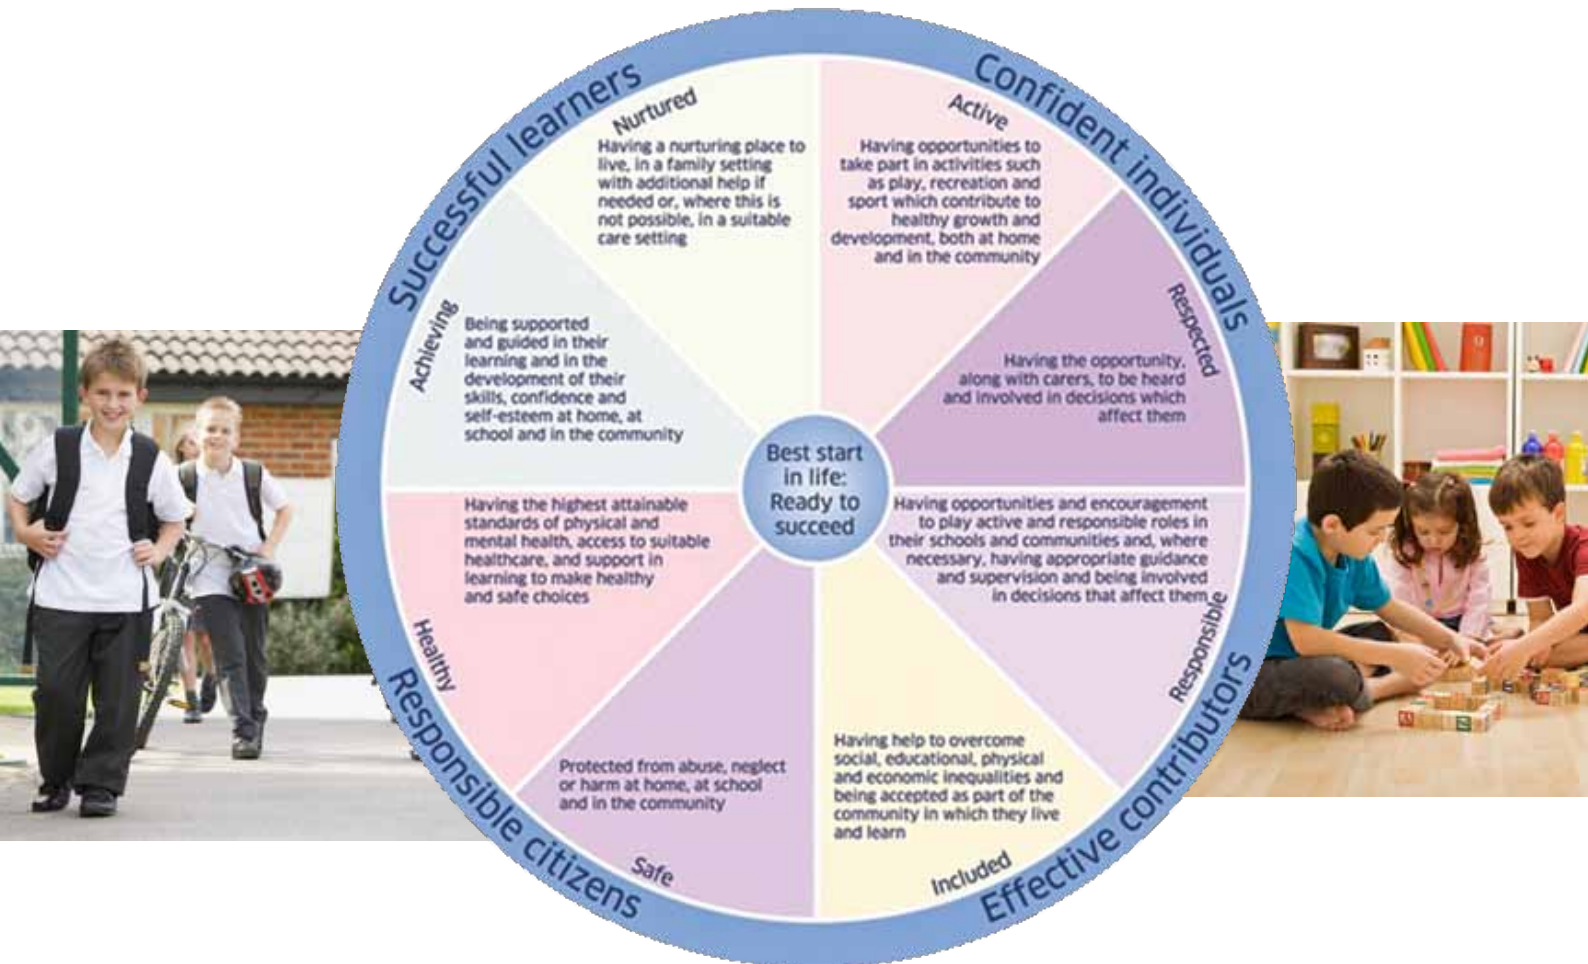 Successful learners
Confident individuals
Nurtured
Having a nurturing place to
live, in a family setting
with additional help if
needed or, where this is
not possible, in a suitable
care setting
Active
Having opportunities to
take part in activities such
as play, recreation and
sport which contribute to
healthy growth and
development, both at home
and in the community
Achieving
Being supported
and guided in their
learning and in the
development of their
skills, confidence and
self-esteem at home, at
school and in the community
Respected
Having the opportunity,
along with carers, to be heard
and involved in decisions which
affect them
Best start
in life:
Ready to
succeed
Having the highest attainable
standards of physical and
mental health, access to suitable
healthcare, and support in
learning to make healthy
and safe choices
Healthy
Having opportunities and encouragement
to play active and responsible roles in
their schools and communities and, where
necessary, having appropriate guidance
and supervision and being involved
in decisions that affect them
Responsible
Protected from abuse, neglect
or harm at home, at school
and in the community
Safe
Having help to overcome
social, educational, physical
and economic inequalities and
being accepted as part of the
community in which they live
and learn
Included
Responsible citizens
Effective contributors